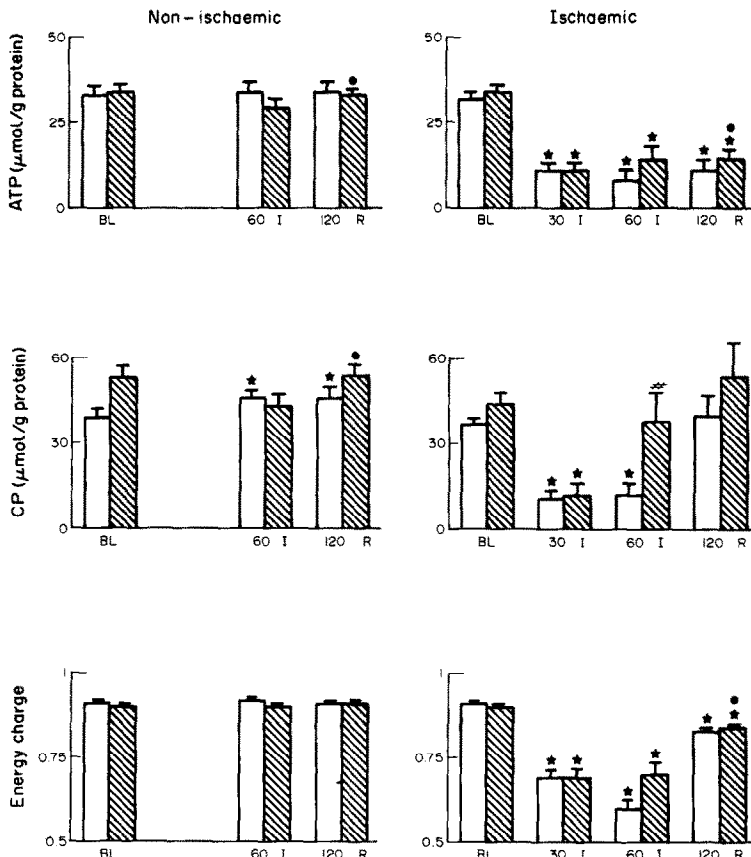 Non-ischaemic
Ischaemic
ATP (μmol/g protein)
50
25
0
BL
60 I
120 R
50
25
0
BL
30 I
60 I
120 R
CP (μmol/g protein)
60
30
0
BL
60 I
120 R
60
30
0
BL
30 I
60 I
120 R
Energy charge
1
0.75
0.5
BL
60 I
120 R
1
0.75
0.5
BL
30 I
60 I
120 R